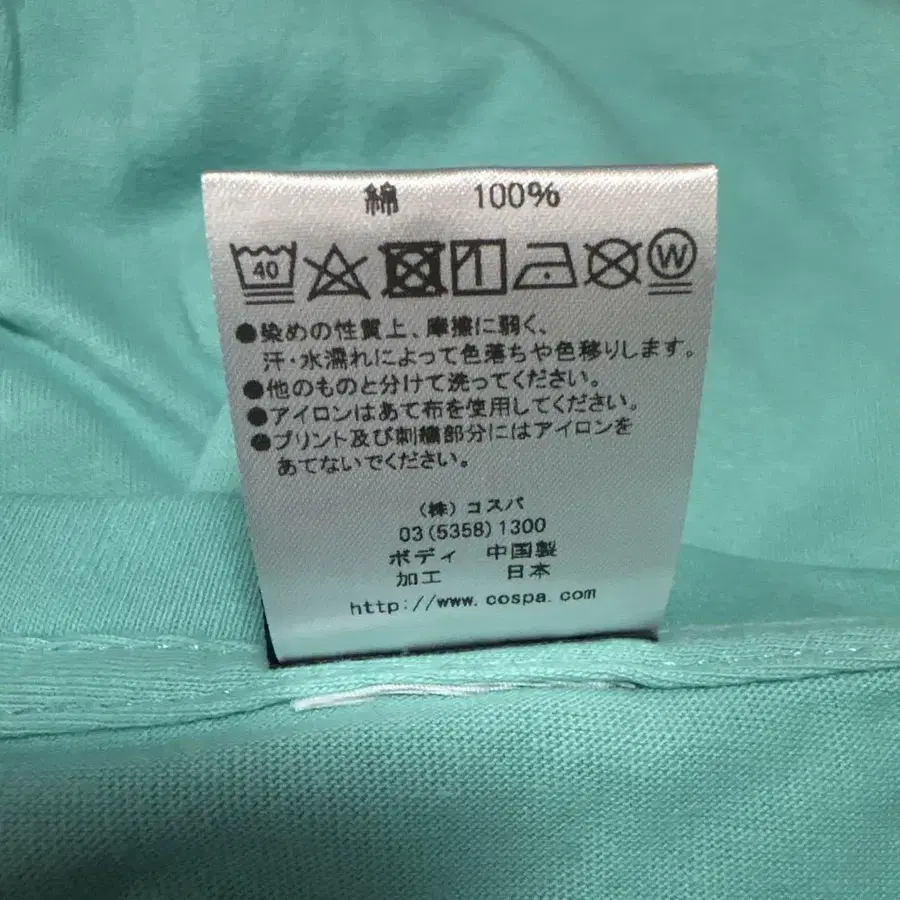 綿 100%
40 W
●染めの性質上、摩擦に弱く、
汗・水濡れによって色落ちや色移りします。
●他のものと分けて洗ってください。
●アイロンはあて布を使用してください。
●プリント及び刺繍部分にはアイロンを
あてないでください。
(株) コスパ
03(5358)1300
ボディ 中国製
加工 日本
http://www.cospa.com